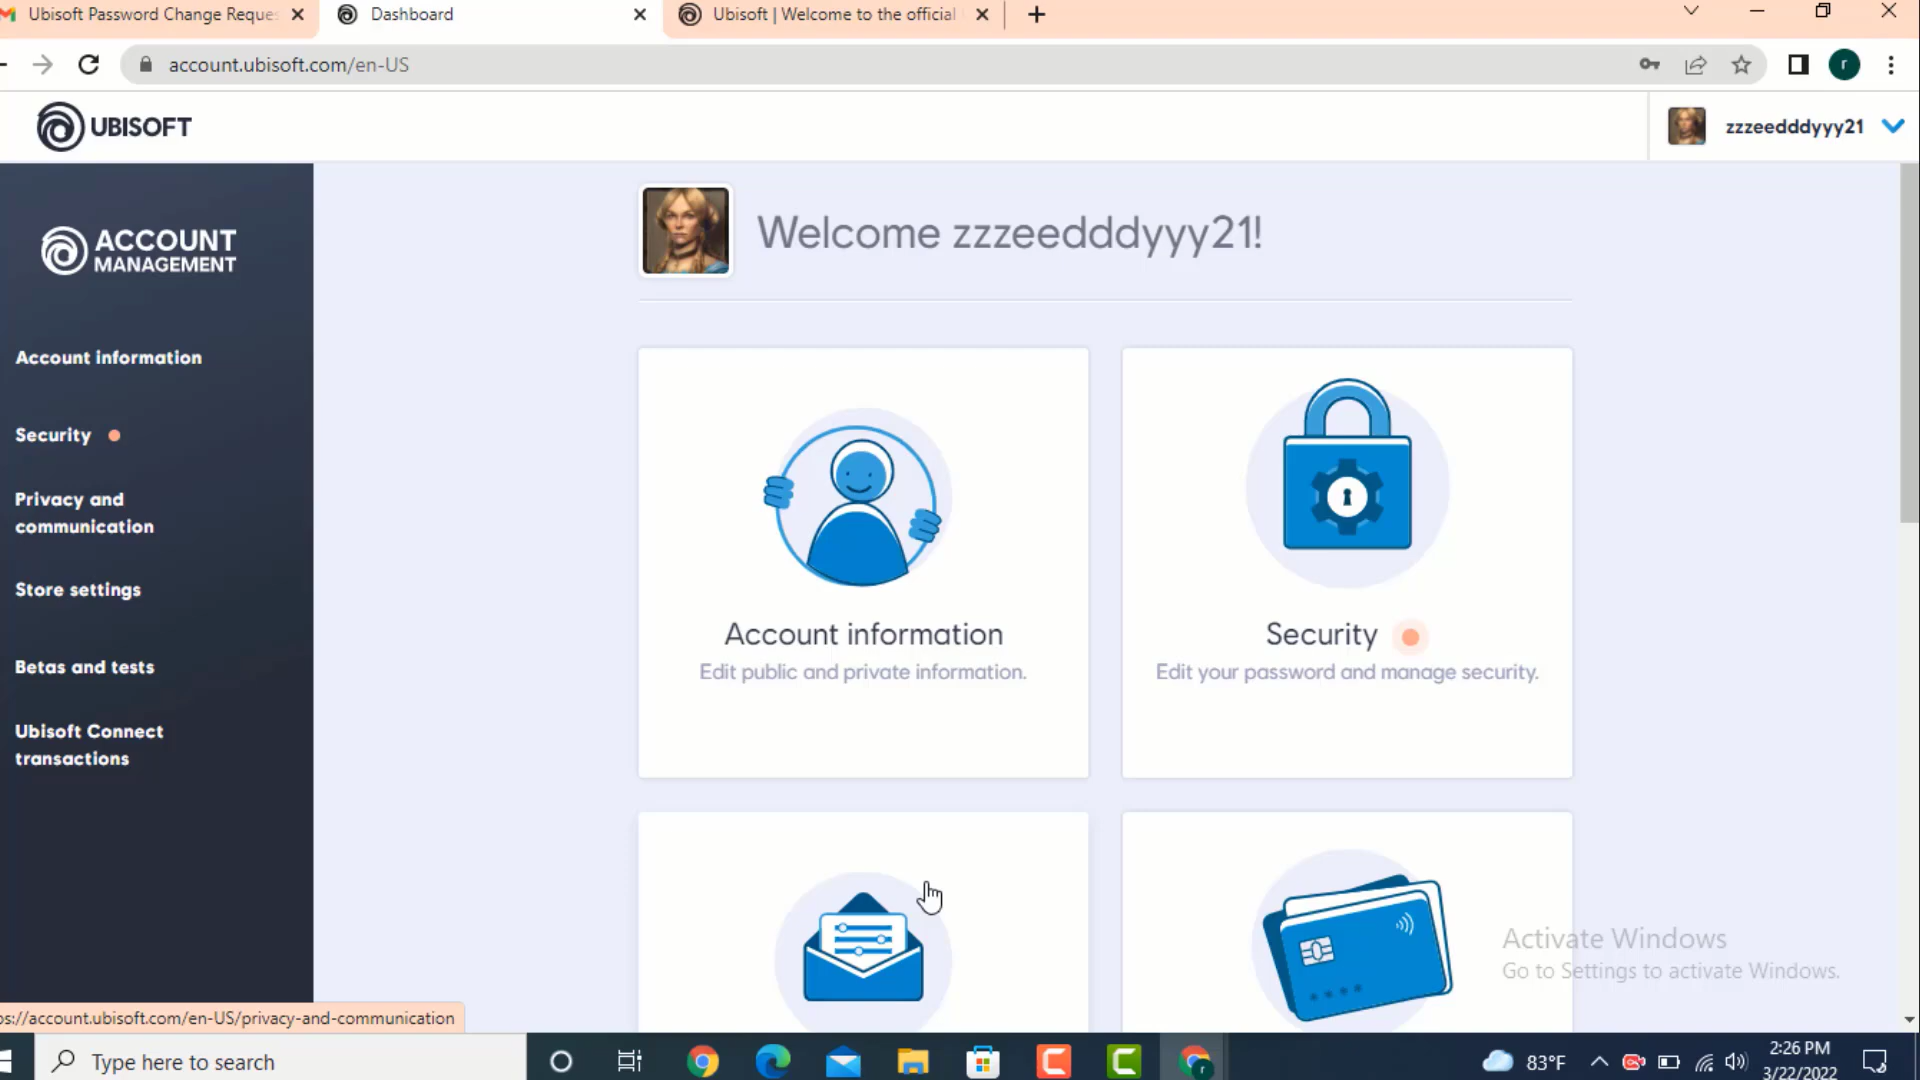 Ubisoft Password Change Reques
Dashboard
Ubisoft | Welcome to the official
account.ubisoft.com/en-US
r
UBISOFT
zzzeedddyyy21
ACCOUNT
MANAGEMENT
Welcome zzzeedddyyy21!
Account information
Security
Privacy and
communication
Store settings
Betas and tests
Ubisoft Connect
transactions
Account information
Edit public and private information.
Security
Edit your password and manage security.
Activate Windows
Go to Settings to activate Windows.
ps://account.ubisoft.com/en-US/privacy-and-communication
Type here to search
83°F
2:26 PM
3/22/2022